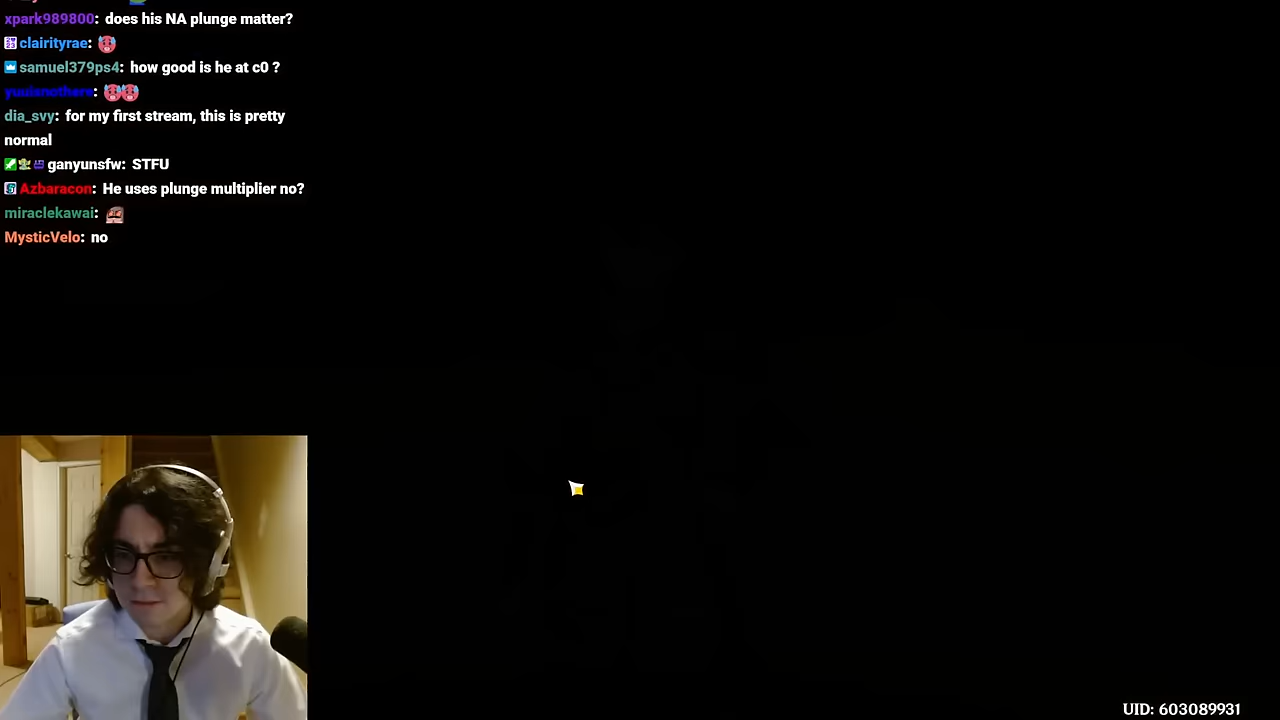 xpark989800: does his NA plunge matter?
clairityrae:
samuel379ps4: how good is he at c0 ?
yuuisnothere:
dia_svy: for my first stream, this is pretty
normal
ganyunsfw: STFU
Azbaracon: He uses plunge multiplier no?
miraclekawai:
MysticVelo: no
UID: 603089931